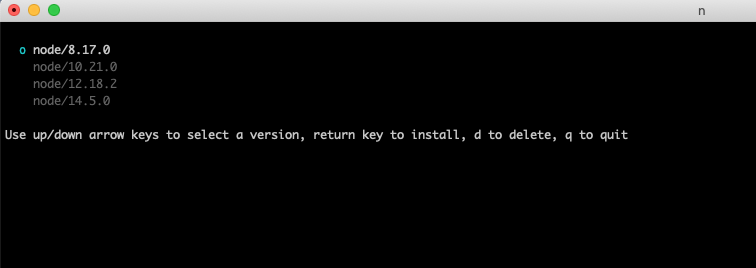 n
o node/8.17.0
node/10.21.0
node/12.18.2
node/14.5.0
Use up/down arrow keys to select a version, return key to install, d to delete, q to quit